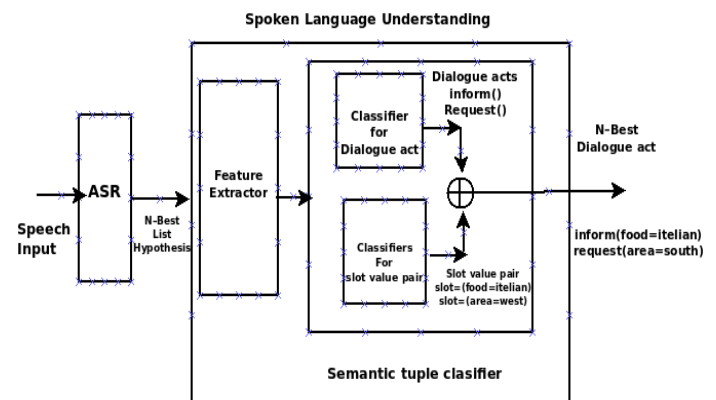 Spoken Language Understanding
Dialogue acts
inform()
Request()
Classifier
for
Dialogue act
N-Best
Dialogue act
ASR
Feature
Extractor
Speech
Input
N-Best
List
Hypothesis
Classifiers
For
slot value pair
Slot value pair
slot=(food=itelian)
slot=(area=west)
inform(food=itelian)
request(area=south)
Semantic tuple clasifier